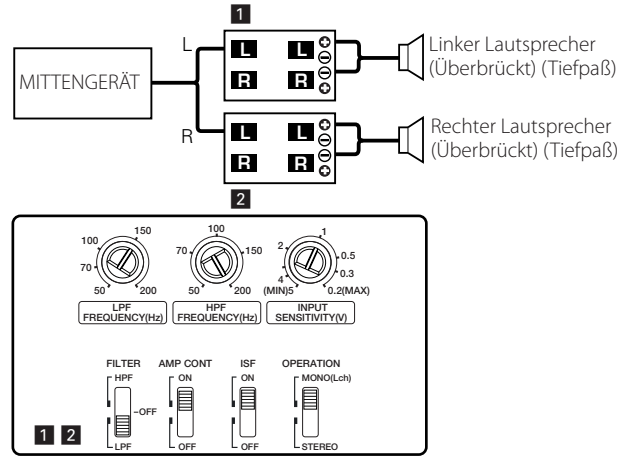 1
L
L L
R R
Linker Lautsprecher
(Überbrückt) (Tiefpaß)
MITTENGERÄT
R
L L
R R
Rechter Lautsprecher
(Überbrückt) (Tiefpaß)
2
50 70 100 150 200
LPF
FREQUENCY(Hz)
50 70 100 150 200
HPF
FREQUENCY(Hz)
(MIN)5 4 2 1 0.5 0.3 0.2(MAX)
INPUT
SENSITIVITY(V)
FILTER AMP CONT ISF OPERATION
HPF ON ON MONO(Lch)
OFF
LPF OFF OFF STEREO
1 2